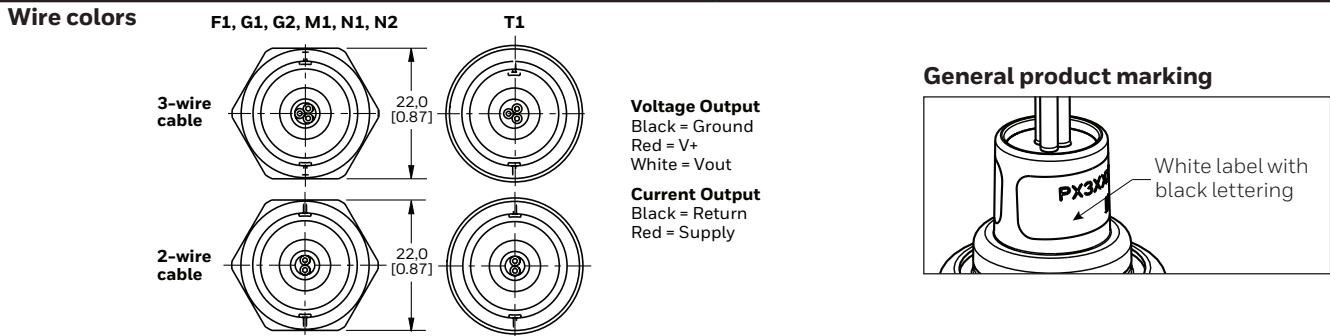 Wire colors
F1, G1, G2, M1, N1, N2
T1
3-wire
cable
22,0
[0.87]
2-wire
cable
22,0
[0.87]
Voltage Output
Black = Ground
Red = V+
White = Vout
Current Output
Black = Return
Red = Supply
General product marking
PX3XX
White label with
black lettering